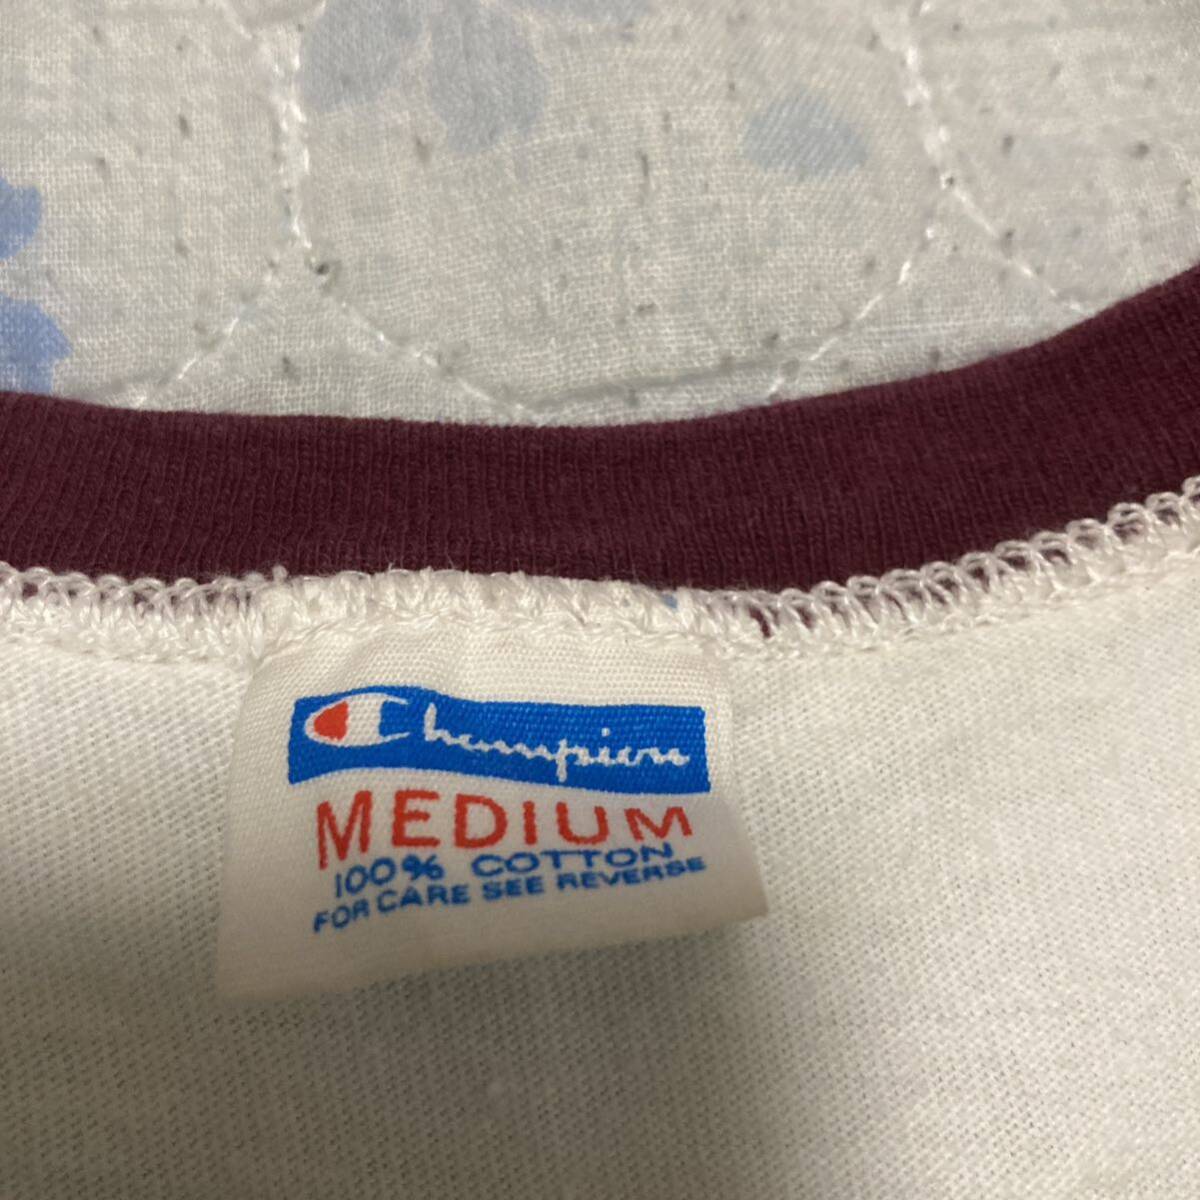 Champion
MEDIUM
100% COTTON
FOR CARE SEE REVERSE